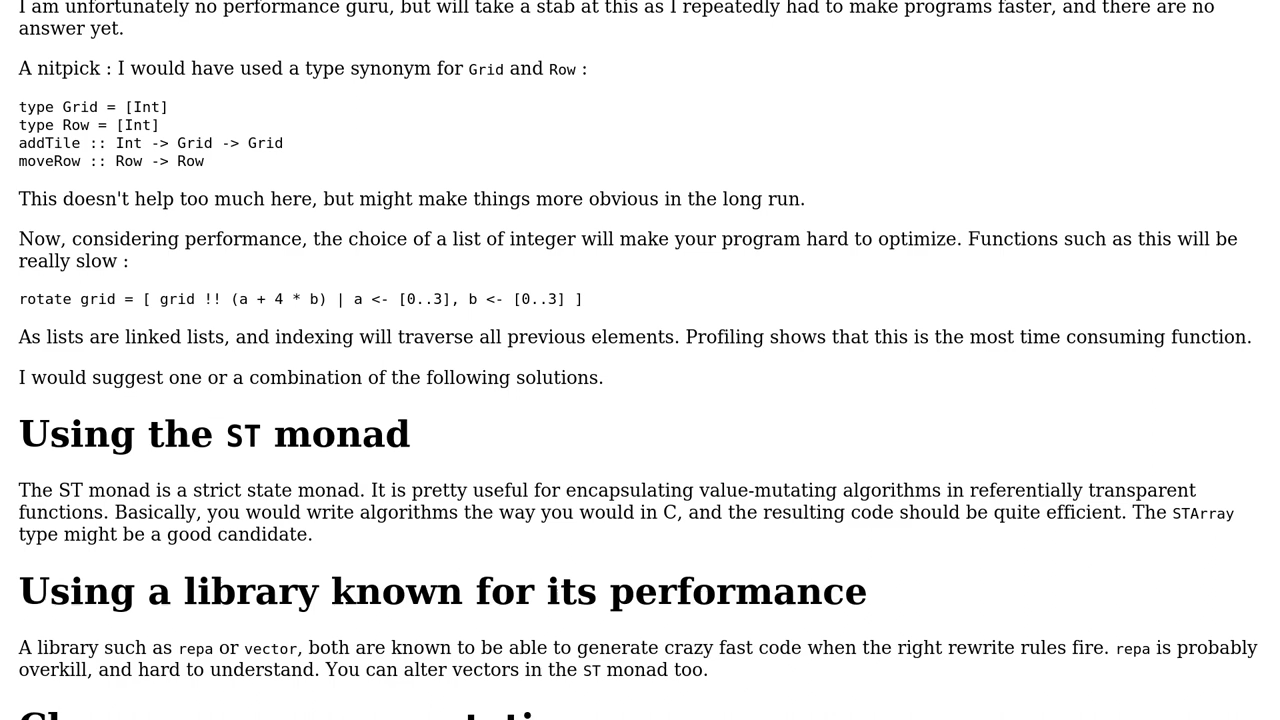 I am unfortunately no performance guru, but will take a stab at this as I repeatedly had to make programs faster, and there are no
answer yet.
A nitpick : I would have used a type synonym for Grid and Row :
type Grid = [Int]
type Row = [Int]
addTile :: Int -> Grid -> Grid
moveRow :: Row -> Row
This doesn't help too much here, but might make things more obvious in the long run.
Now, considering performance, the choice of a list of integer will make your program hard to optimize. Functions such as this will be
really slow :
rotate grid = [ grid !! (a + 4 * b) | a <- [0..3], b <- [0..3] ]
As lists are linked lists, and indexing will traverse all previous elements. Profiling shows that this is the most time consuming function.
I would suggest one or a combination of the following solutions.
Using the ST monad
The ST monad is a strict state monad. It is pretty useful for encapsulating value-mutating algorithms in referentially transparent
functions. Basically, you would write algorithms the way you would in C, and the resulting code should be quite efficient. The STArray
type might be a good candidate.
Using a library known for its performance
A library such as repa or vector, both are known to be able to generate crazy fast code when the right rewrite rules fire. repa is probably
overkill, and hard to understand. You can alter vectors in the ST monad too.